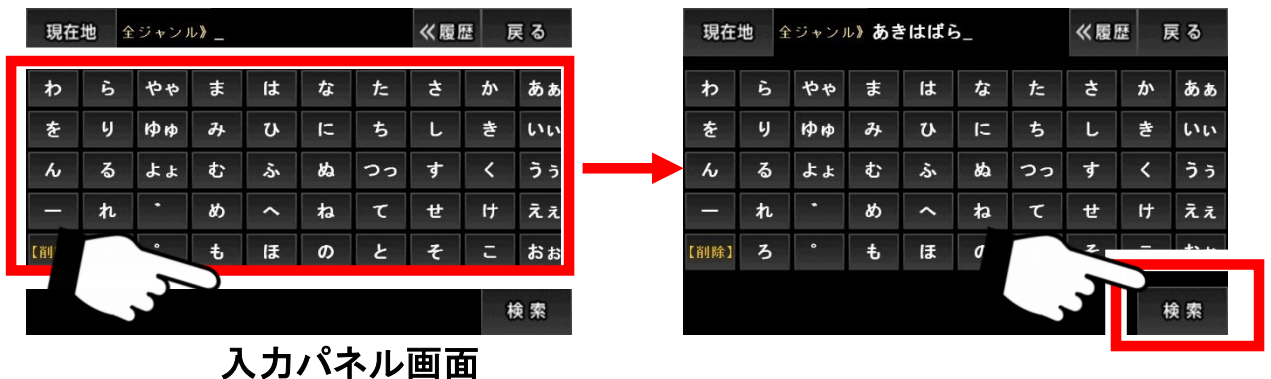 現在地 全ジャンル》_ 《履歴 戻る
わ ら やゃ ま は な た さ か あぁ
を り ゆゅ み ひ に ち し き いぃ
ん る よょ む ふ ぬ つっ す く うぅ
ー れ ゛ め へ ね て せ け えぇ
【削 ゜ も ほ の と そ こ おぉ
検索
入力パネル画面
現在地 全ジャンル》あきはばら_ 《履歴 戻る
わ ら やゃ ま は な た さ か あぁ
を り ゆゅ み ひ に ち し き いぃ
ん る よょ む ふ ぬ つっ す く うぅ
ー れ ゛ め へ ね て せ け えぇ
【削除】 ろ ゜ も ほ の そ こ おぉ
検索